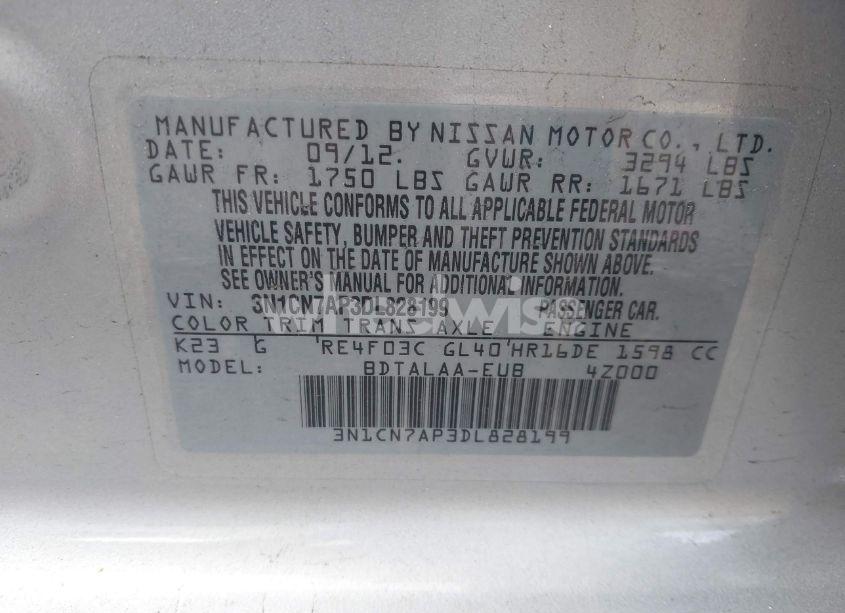 MANUFACTURED BY NISSAN MOTOR CO., LTD.
DATE: 09/12. GVWR: 3294 LBS
GAWR FR: 1750 LBS GAWR RR: 1671 LBS
THIS VEHICLE CONFORMS TO ALL APPLICABLE FEDERAL MOTOR
VEHICLE SAFETY, BUMPER AND THEFT PREVENTION STANDARDS
IN EFFECT ON THE DATE OF MANUFACTURE SHOWN ABOVE.
SEE OWNER'S MANUAL FOR ADDITIONAL INFORMATION.
VIN: 3N1CN7AP3DL828199 PASSENGER CAR.
COLOR TRIM TRANS AXLE ENGINE
K23 G RE4F03C GL40 HR16DE 1598 CC
MODEL: BDTALAA-EUB 4Z000
3N1CN7AP3DL828199